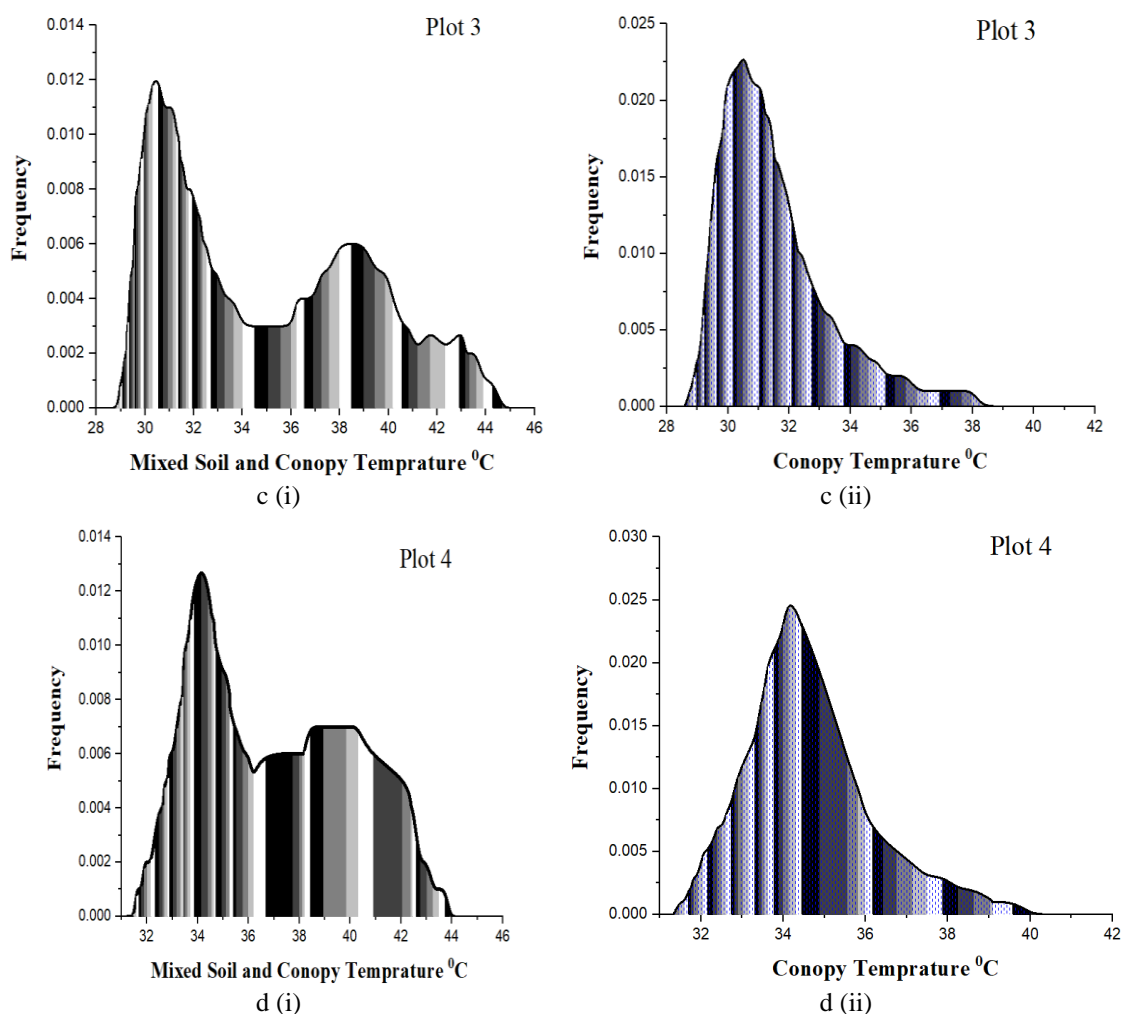 Plot 3
0.014
0.012
0.010
0.008
0.006
0.004
0.002
0.000
Frequency
28 30 32 34 36 38 40 42 44 46
Mixed Soil and Conopy Temprature ⁰C
c (i)
Plot 3
0.025
0.020
0.015
0.010
0.005
0.000
Frequency
28 30 32 34 36 38 40 42
Conopy Temprature ⁰C
c (ii)
Plot 4
0.014
0.012
0.010
0.008
0.006
0.004
0.002
0.000
Frequency
32 34 36 38 40 42 44 46
Mixed Soil and Conopy Temprature ⁰C
d (i)
Plot 4
0.030
0.025
0.020
0.015
0.010
0.005
0.000
Frequency
32 34 36 38 40 42
Conopy Temprature ⁰C
d (ii)